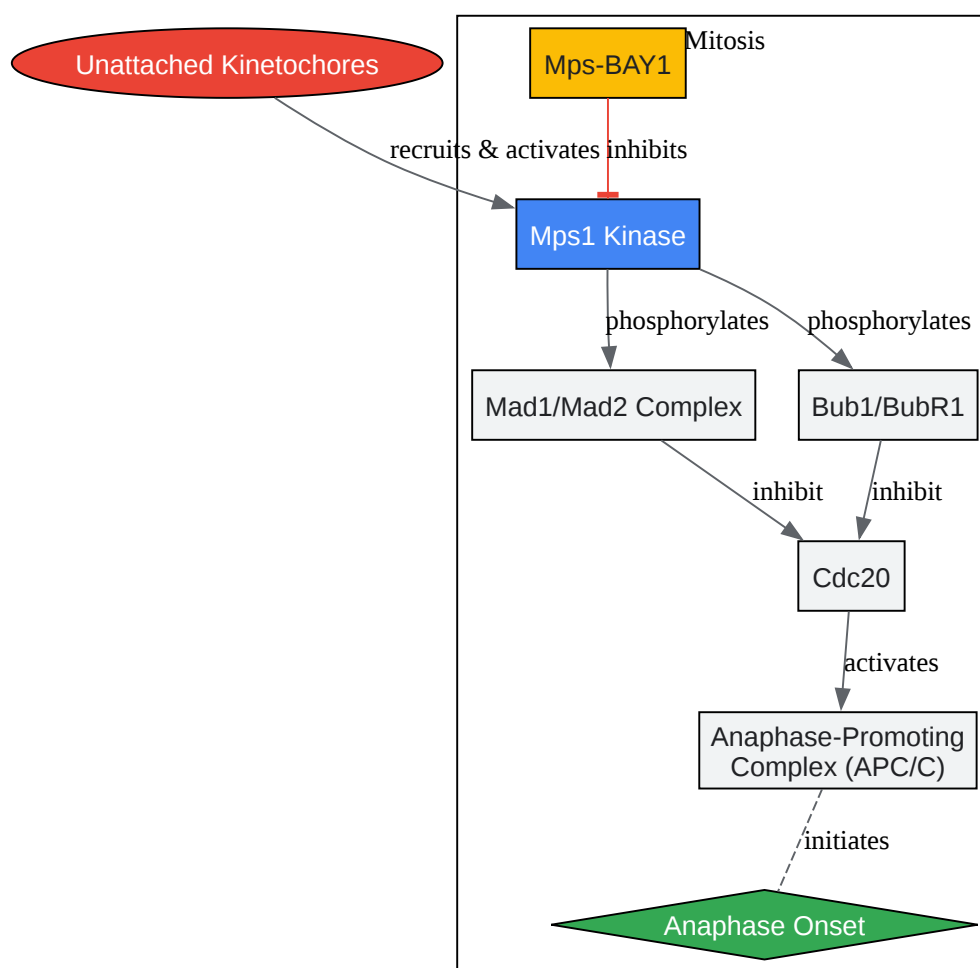 Mitosis
Unattached Kinetochores
Mps-BAY1
recruits & activates
inhibits
Mps1 Kinase
phosphorylates
phosphorylates
Mad1/Mad2 Complex
Bub1/BubR1
inhibit
inhibit
Cdc20
activates
Anaphase-Promoting
Complex (APC/C)
initiates
Anaphase Onset